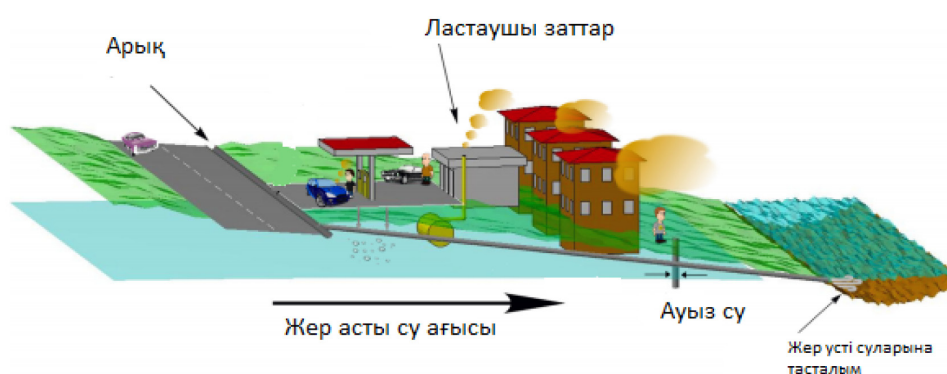 Ластаушы заттар
Арық
Жер асты су ағысы
Ауыз су
Жер үсті суларына
тасталым